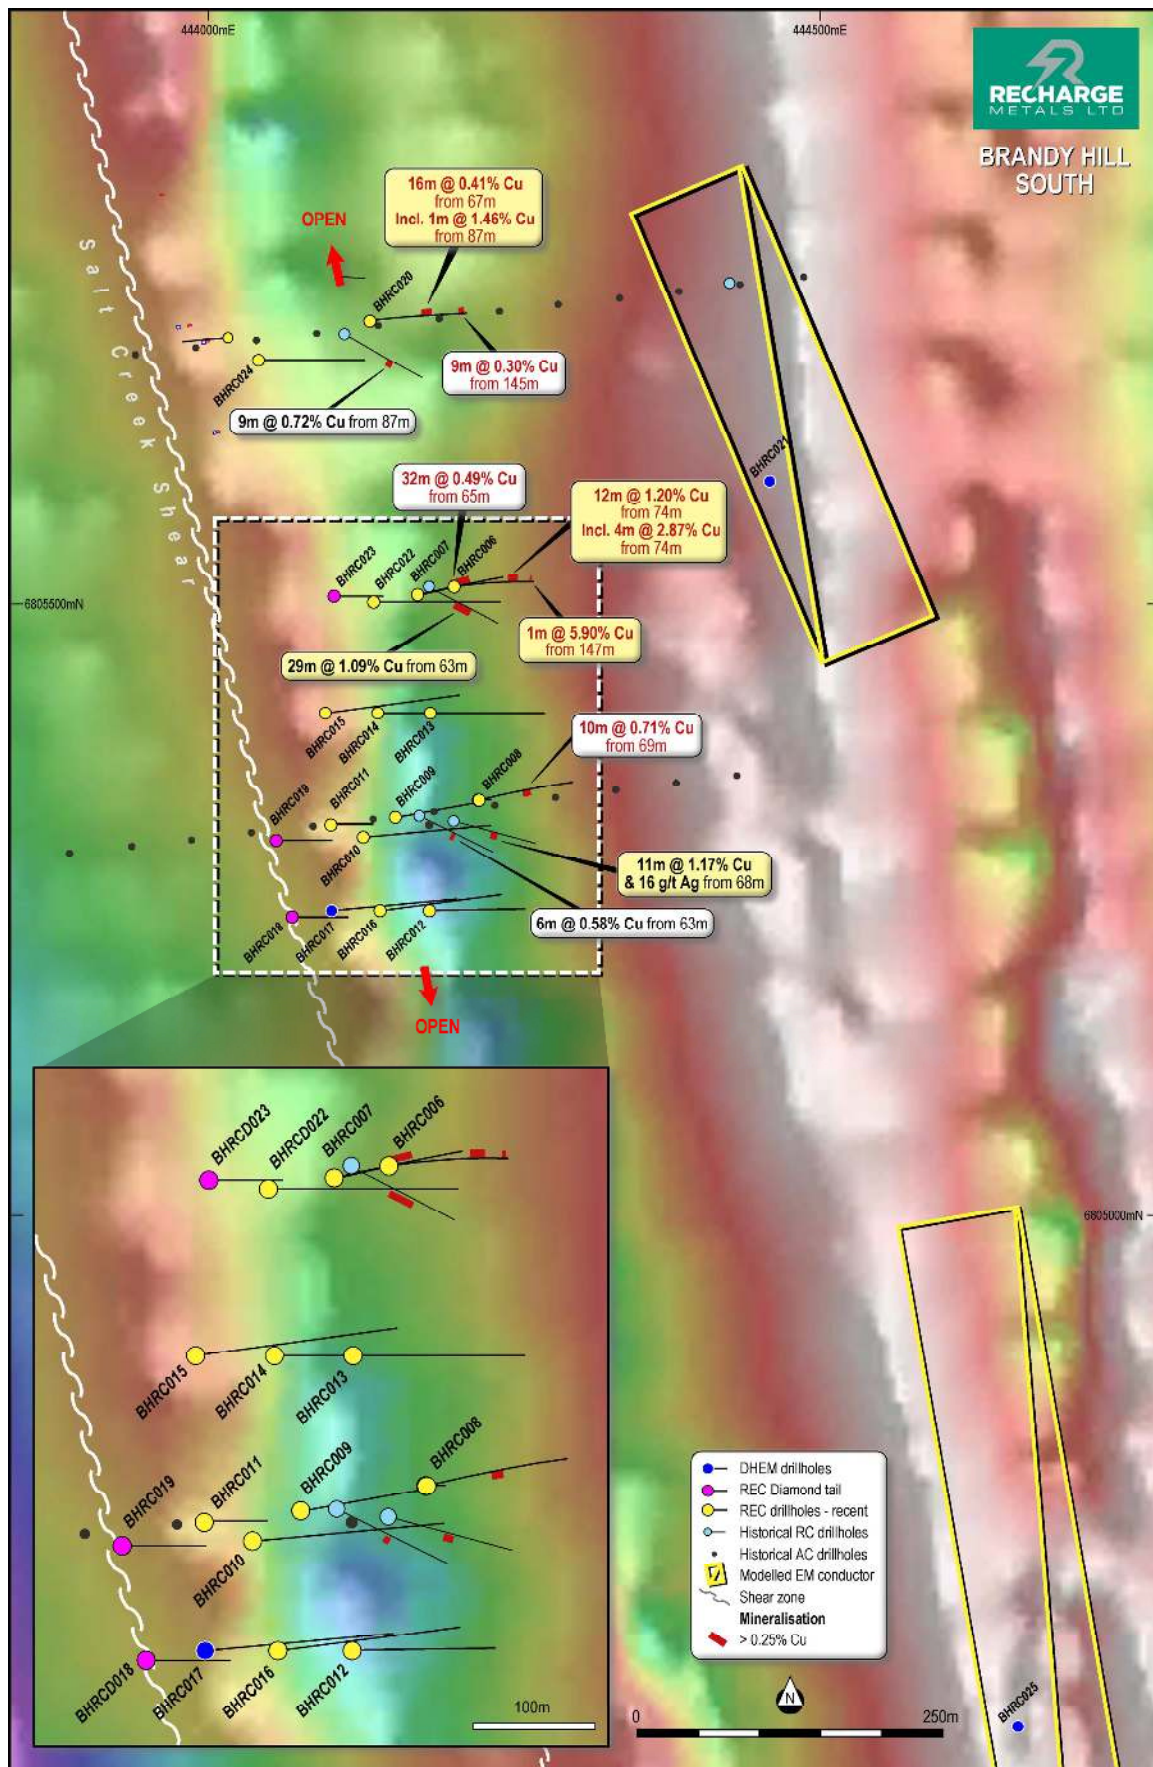 444000mE
444500mE
RECHARGE
METALS LTD
BRANDY HILL
SOUTH
16m @ 0.41% Cu
from 67m
Incl. 1m @ 1.46% Cu
from 87m
OPEN
BHRC020
Salt Creek Shear
BHRC024
9m @ 0.30% Cu
from 145m
9m @ 0.72% Cu from 87m
BHRC021
32m @ 0.49% Cu
from 65m
12m @ 1.20% Cu
from 74m
Incl. 4m @ 2.87% Cu
from 74m
BHRC023
BHRC022
BHRC007
BHRC006
6805500mN
1m @ 5.90% Cu
from 147m
29m @ 1.09% Cu from 63m
BHRC015
BHRC014
BHRC013
10m @ 0.71% Cu
from 69m
BHRC019
BHRC011
BHRC009
BHRC008
BHRC010
11m @ 1.17% Cu
& 16 g/t Ag from 68m
6m @ 0.58% Cu from 63m
BHRC018
BHRC017
BHRC016
BHRC012
OPEN
BHRCD023
BHRCD022
BHRC007
BHRC006
6805000mN
BHRC015
BHRC014
BHRC013
BHRC019
BHRC011
BHRC009
BHRC008
BHRC010
BHRCD018
BHRC017
BHRC016
BHRC012
100m
DHEM drillholes
REC Diamond tail
REC drillholes - recent
Historical RC drillholes
Historical AC drillholes
Modelled EM conductor
Shear zone
Mineralisation
> 0.25% Cu
N
0
250m
BHRC025